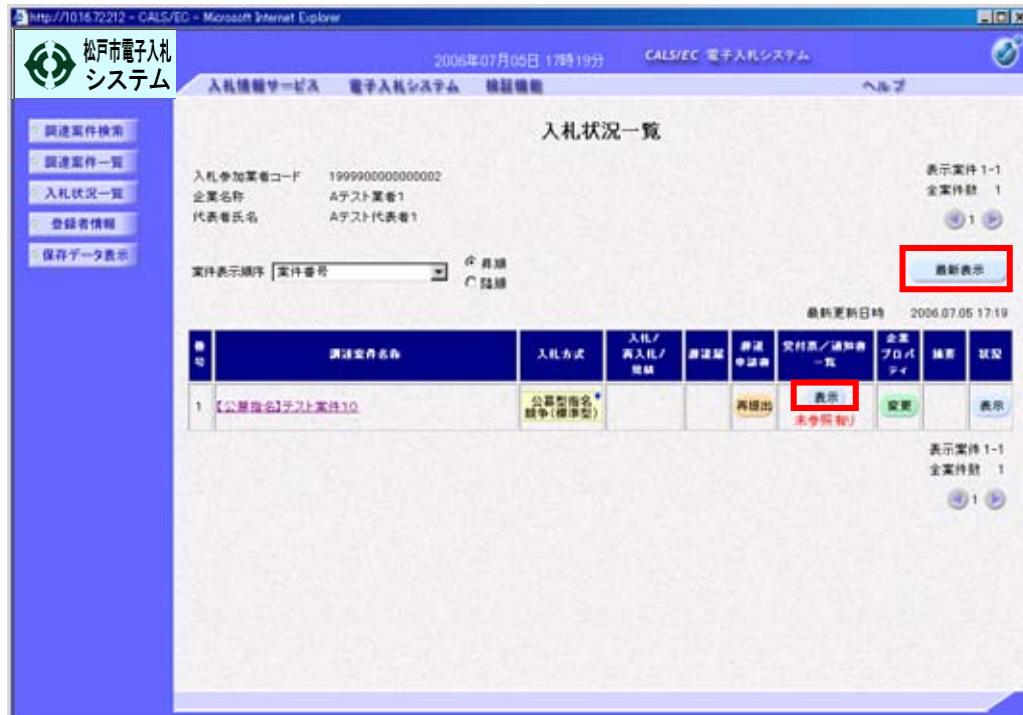 http://10.16.72.212 - CALS/EC - Microsoft Internet Explorer
松戸市電子入札
システム
2006年07月05日 17時19分
CALS/EC 電子入札システム
入札情報サービス 電子入札システム 検証機能 ヘルプ
調達案件検索
調達案件一覧
入札状況一覧
登録者情報
保存データ表示
入札状況一覧
入札参加業者コード 1999900000000002
企業名称 Aテスト業者1
代表者氏名 Aテスト代表者1
表示案件 1-1
全案件数 1
1
案件表示順序 案件番号
昇順
降順
最新表示
最新更新日時 2006.07.05 17:19
番号 調達案件名称 入札方式 入札/再入札/見積 辞退届 辞退申請書 受付票/通知書一覧 企業プロパティ 摘要 状況
1 【公募指名】テスト案件10 公募型指名競争(標準型) 再提出 表示 変更 表示
未参照有り
表示案件 1-1
全案件数 1
1